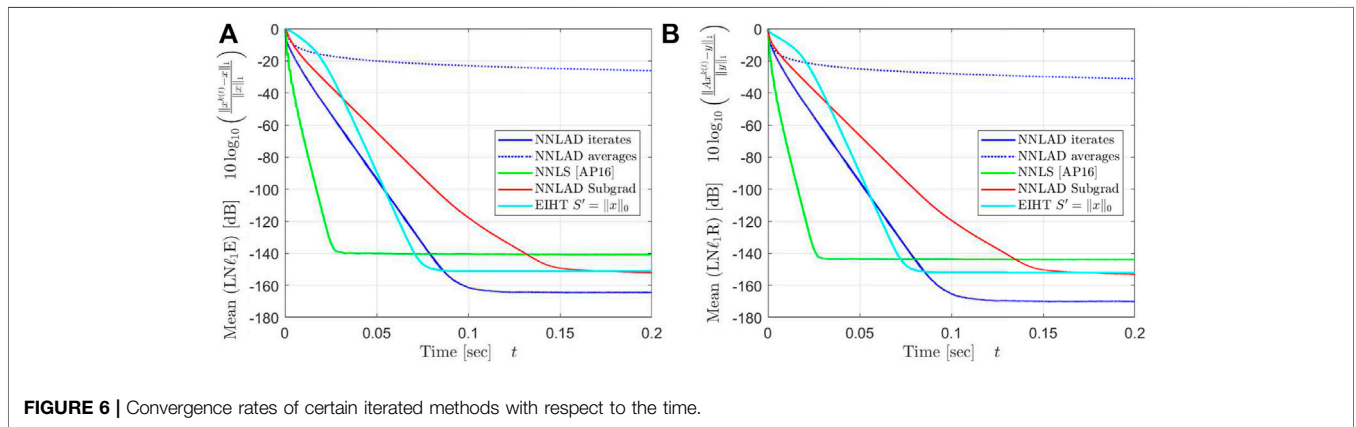 A
Mean (LNℓ₁E) [dB] 10 log₁₀ (‖x^{k(t)}−x‖₁ / ‖x‖₁)
0
-20
-40
-60
-80
-100
-120
-140
-160
-180
NNLAD iterates
NNLAD averages
NNLS [AP16]
NNLAD Subgrad
EIHT S′ = ‖x‖₀
0 0.05 0.1 0.15 0.2
Time [sec] t
B
Mean (LNℓ₁R) [dB] 10 log₁₀ (‖Ax^{k(t)}−y‖₁ / ‖y‖₁)
0
-20
-40
-60
-80
-100
-120
-140
-160
-180
NNLAD iterates
NNLAD averages
NNLS [AP16]
NNLAD Subgrad
EIHT S′ = ‖x‖₀
0 0.05 0.1 0.15 0.2
Time [sec] t
FIGURE 6 | Convergence rates of certain iterated methods with respect to the time.